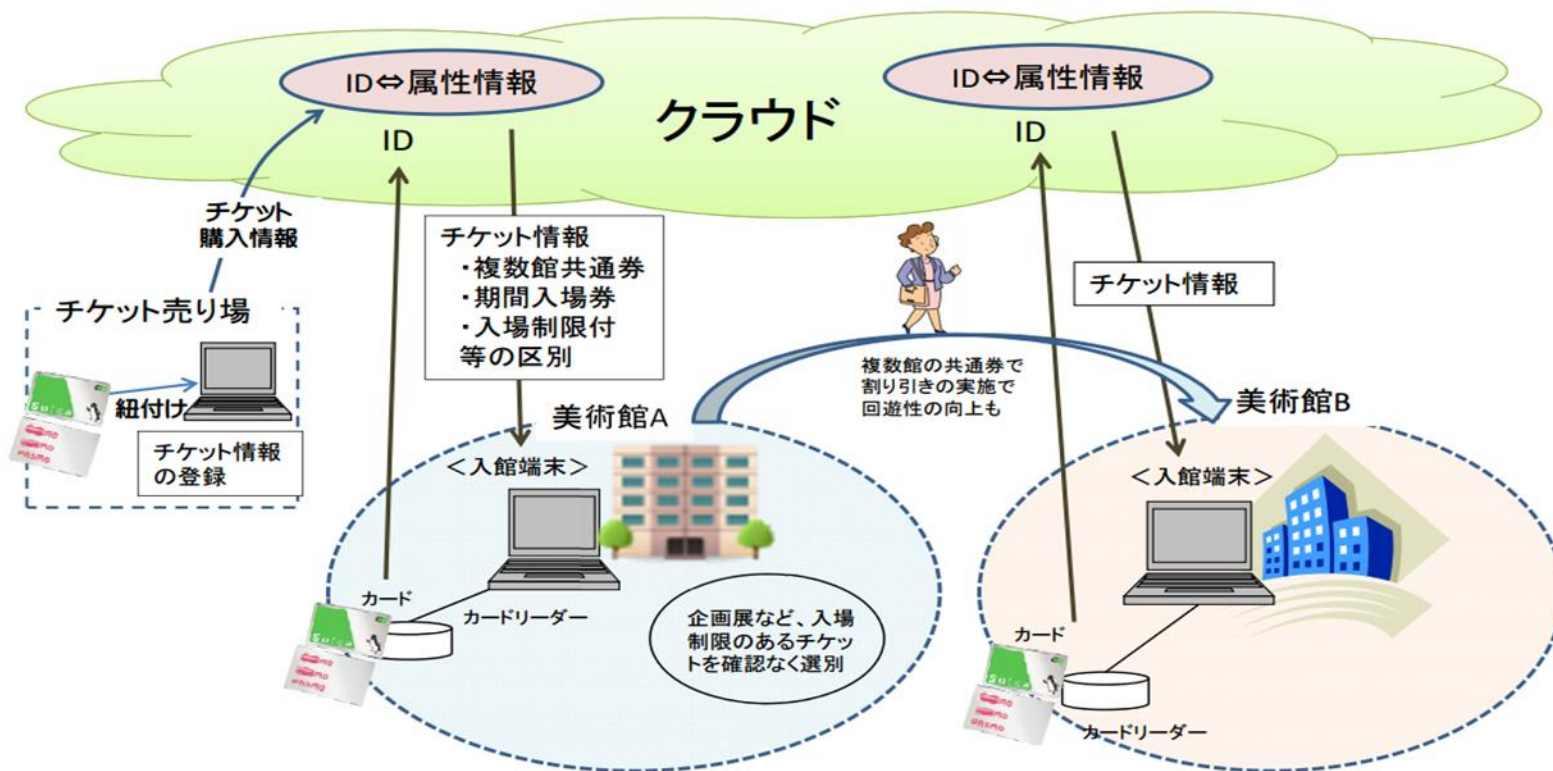 ID⇔属性情報
ID
クラウド
ID⇔属性情報
ID
チケット
購入情報
チケット情報
・複数館共通券
・期間入場券
・入場制限付
等の区別
チケット情報
チケット売り場
紐付け
Suica
PASMO
チケット情報
の登録
複数館の共通券で
割り引きの実施で
回遊性の向上も
美術館A
<入館端末>
カード
カードリーダー
Suica
PASMO
企画展など、入場
制限のあるチケッ
トを確認なく選別
美術館B
<入館端末>
カード
Suica
PASMO
カードリーダー